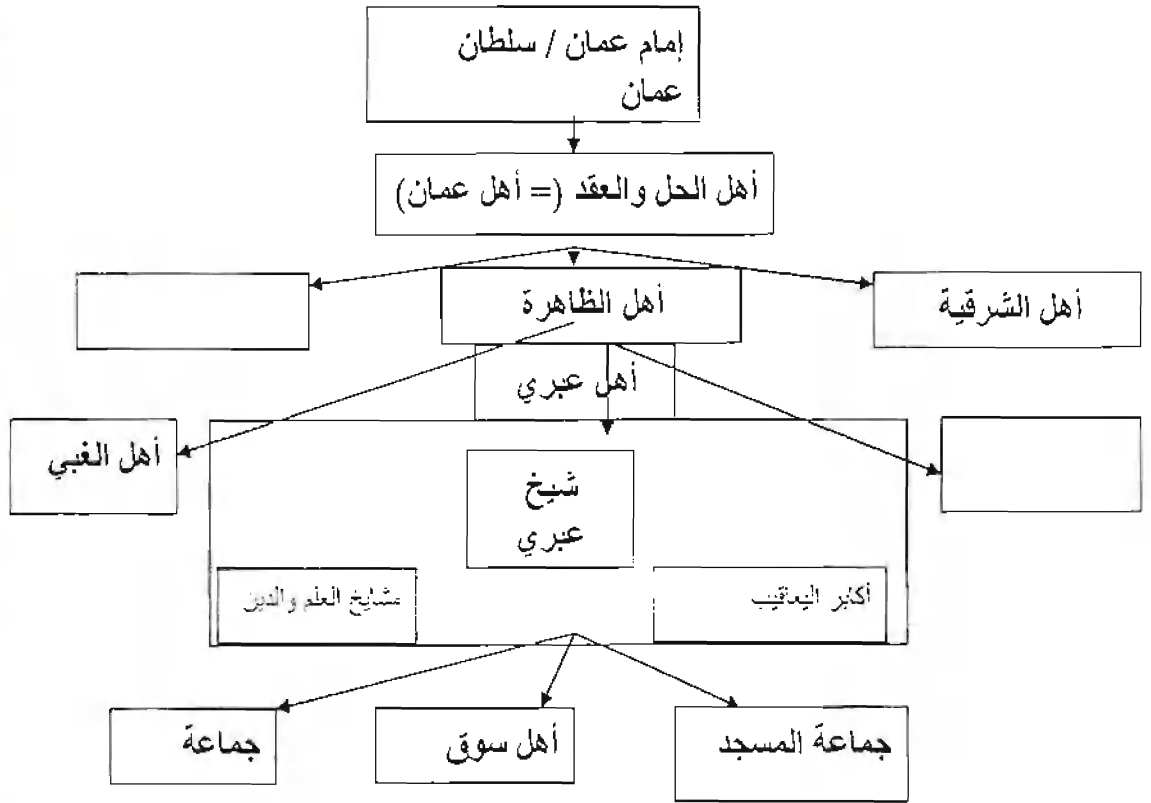 إمام عمان / سلطان
عمان
أهل الحل والعقد (= أهل عمان)
أهل الشرقية
أهل الظاهرة
أهل عبري
أهل الغبي
شيخ
عبري
أكابر اليعاقيب
مشايخ العلم والدين
جماعة المسجد
أهل سوق
جماعة